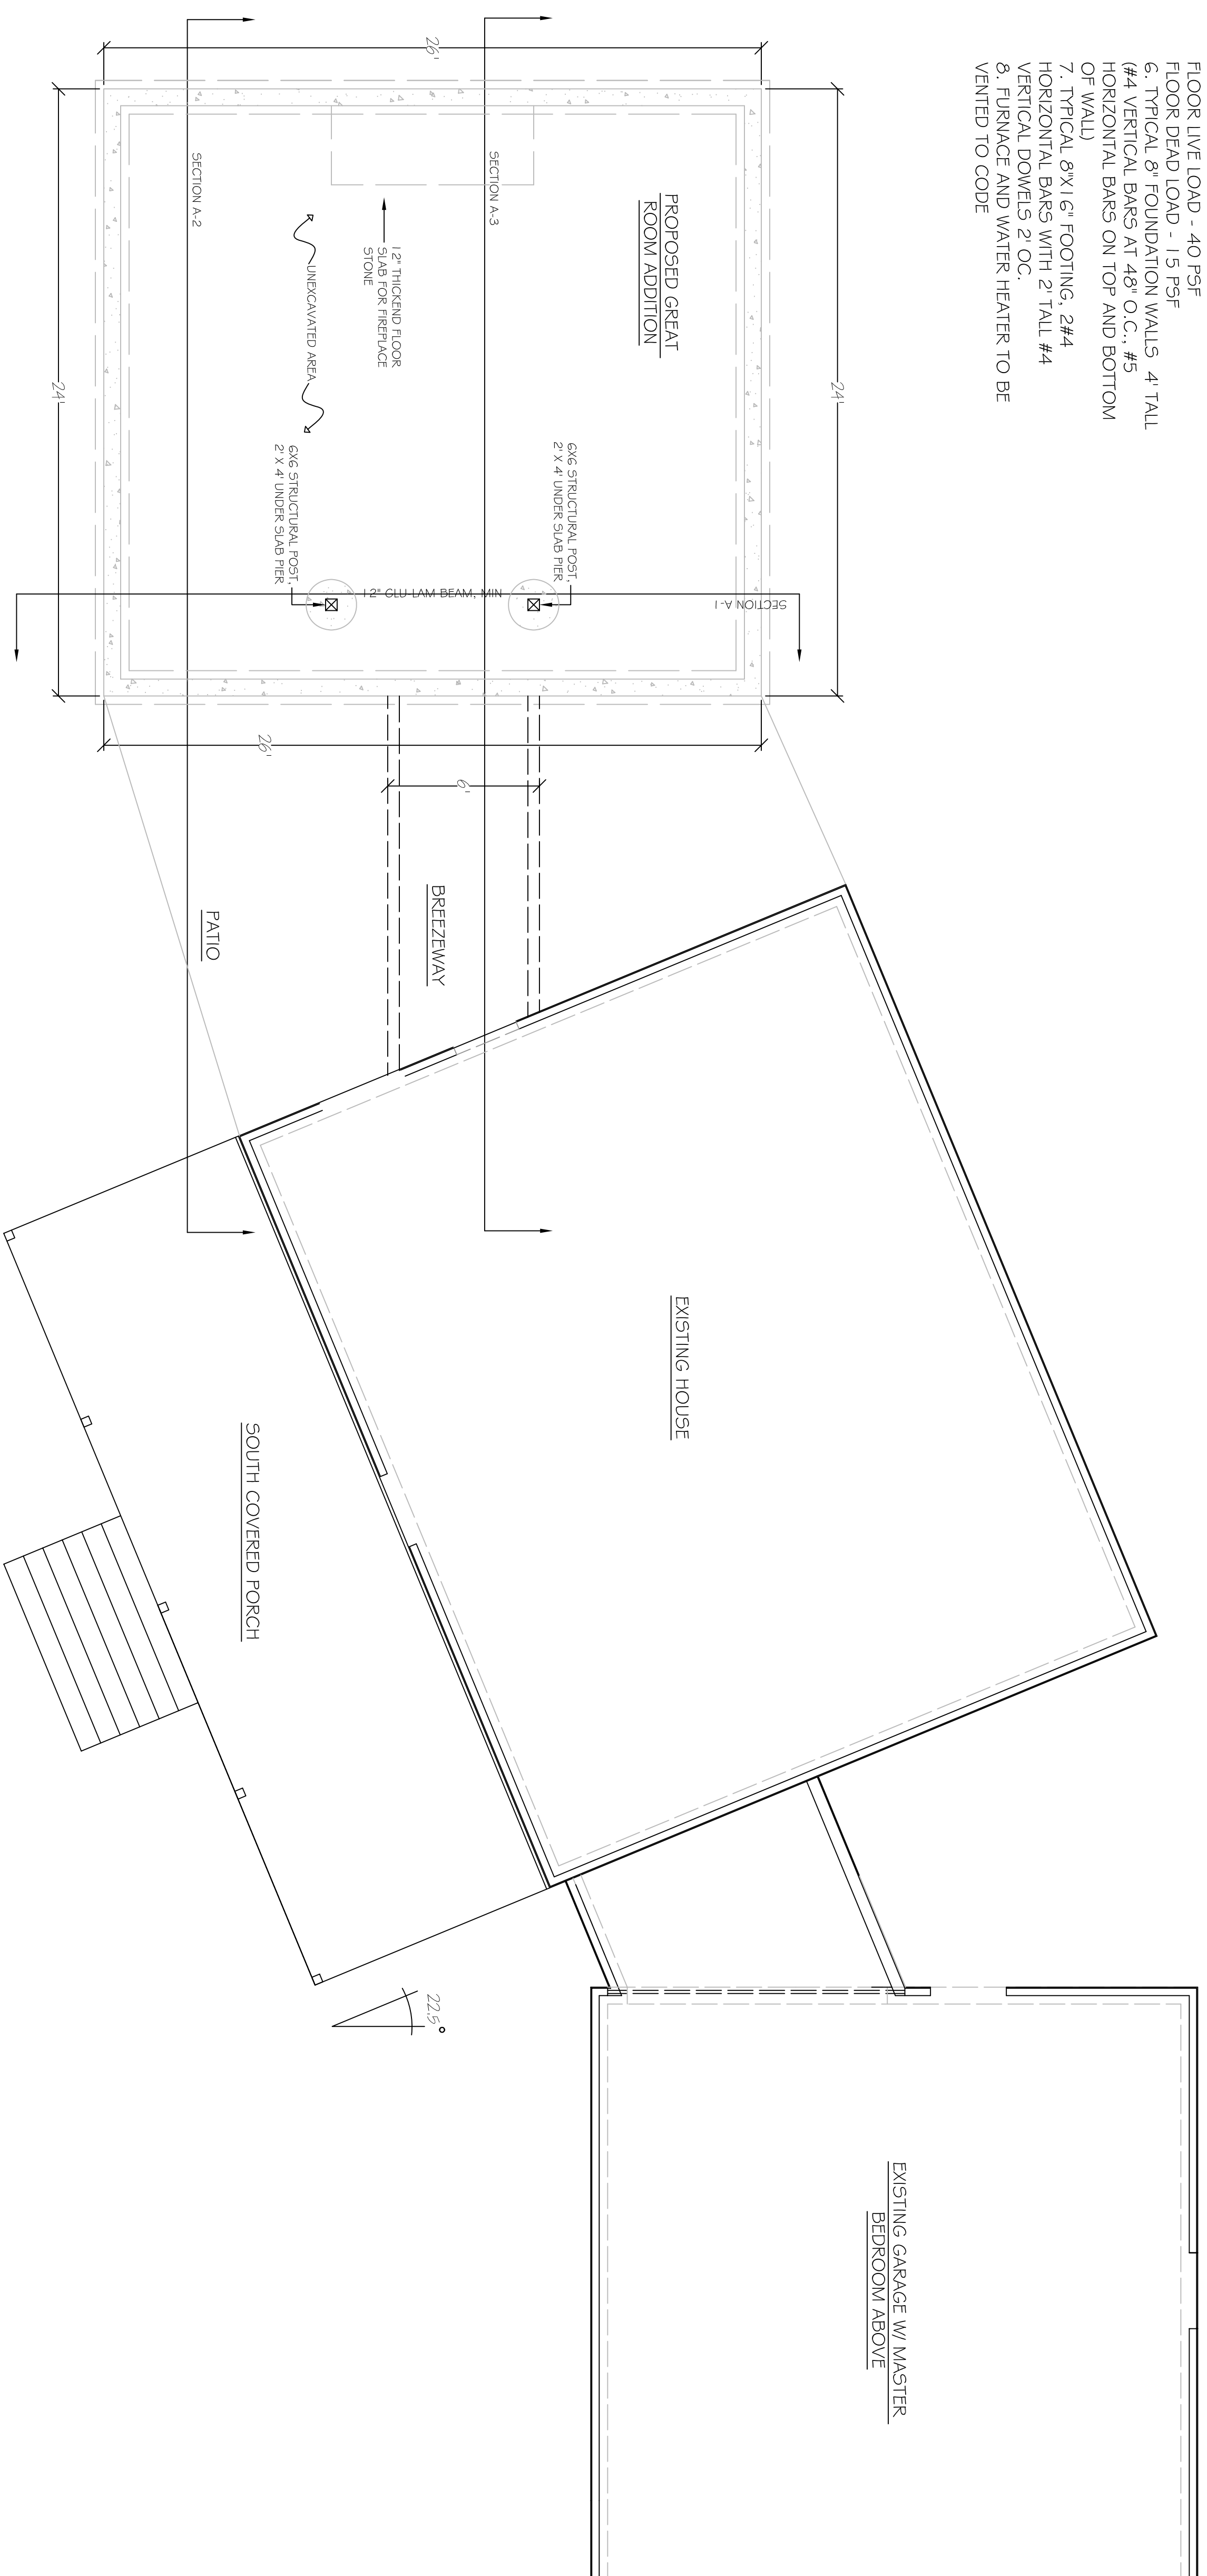 FLOOR LIVE LOAD - 40 PSF
FLOOR DEAD LOAD - 15 PSF
6. TYPICAL 8" FOUNDATION WALLS 4' TALL
(#4 VERTICAL BARS AT 48" O.C., #5
HORIZONTAL BARS ON TOP AND BOTTOM
OF WALL)
7. TYPICAL 8"X16" FOOTING, 2#4
HORIZONTAL BARS WITH 2' TALL #4
VERTICAL DOWELS 2' OC.
8. FURNACE AND WATER HEATER TO BE
VENTED TO CODE
24'
26'
PROPOSED GREAT
ROOM ADDITION
SECTION A-1
6X6 STRUCTURAL POST,
2' X 4' UNDER SLAB PIER
SECTION A-3
12" GLU-LAM BEAM, MIN
12" THICKEND FLOOR
SLAB FOR FIREPLACE
STONE
UNEXCAVATED AREA
6X6 STRUCTURAL POST,
2' X 4' UNDER SLAB PIER
SECTION A-2
24'
26'
6'
BREEZEWAY
PATIO
EXISTING HOUSE
SOUTH COVERED PORCH
22.5°
EXISTING GARAGE W/ MASTER
BEDROOM ABOVE